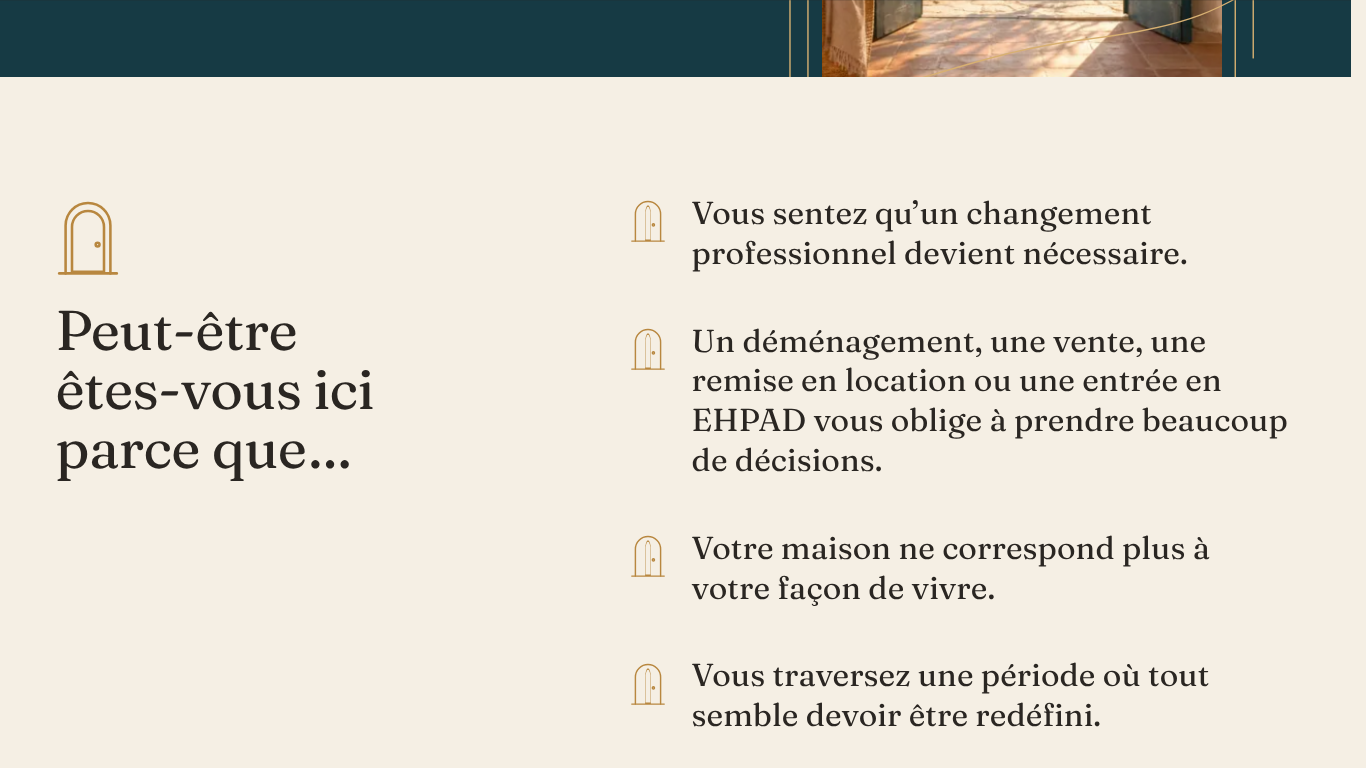 Peut-être
êtes-vous ici
parce que…
Vous sentez qu’un changement
professionnel devient nécessaire.
Un déménagement, une vente, une
remise en location ou une entrée en
EHPAD vous oblige à prendre beaucoup
de décisions.
Votre maison ne correspond plus à
votre façon de vivre.
Vous traversez une période où tout
semble devoir être redéfini.